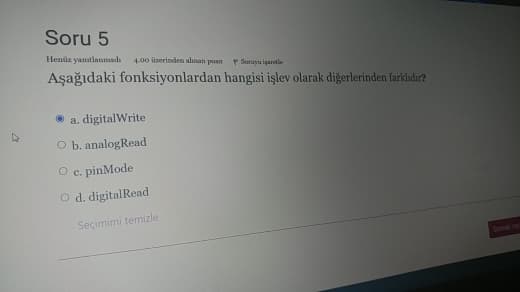 Soru 5
Henüz yanıtlanmadı 4.00 üzerinden alınan puan Soruyu işaretle
Aşağıdaki fonksiyonlardan hangisi işlev olarak diğerlerinden farklıdır?
a. digitalWrite
b. analogRead
c. pinMode
d. digitalRead
Seçimimi temizle